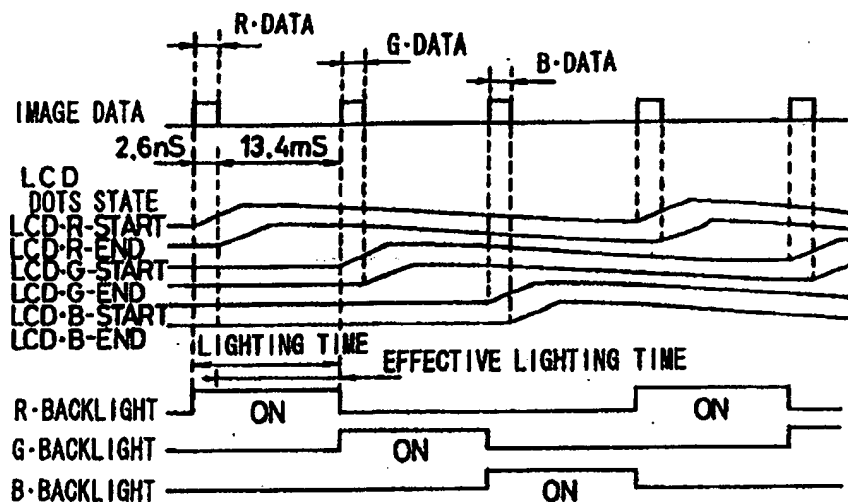 R·DATA
G·DATA
B·DATA
IMAGE DATA
2.6nS 13.4mS
LCD
DOTS STATE
LCD·R-START
LCD·R-END
LCD·G-START
LCD·G-END
LCD·B-START
LCD·B-END
LIGHTING TIME
EFFECTIVE LIGHTING TIME
R·BACKLIGHT ON ON
G·BACKLIGHT ON
B·BACKLIGHT ON